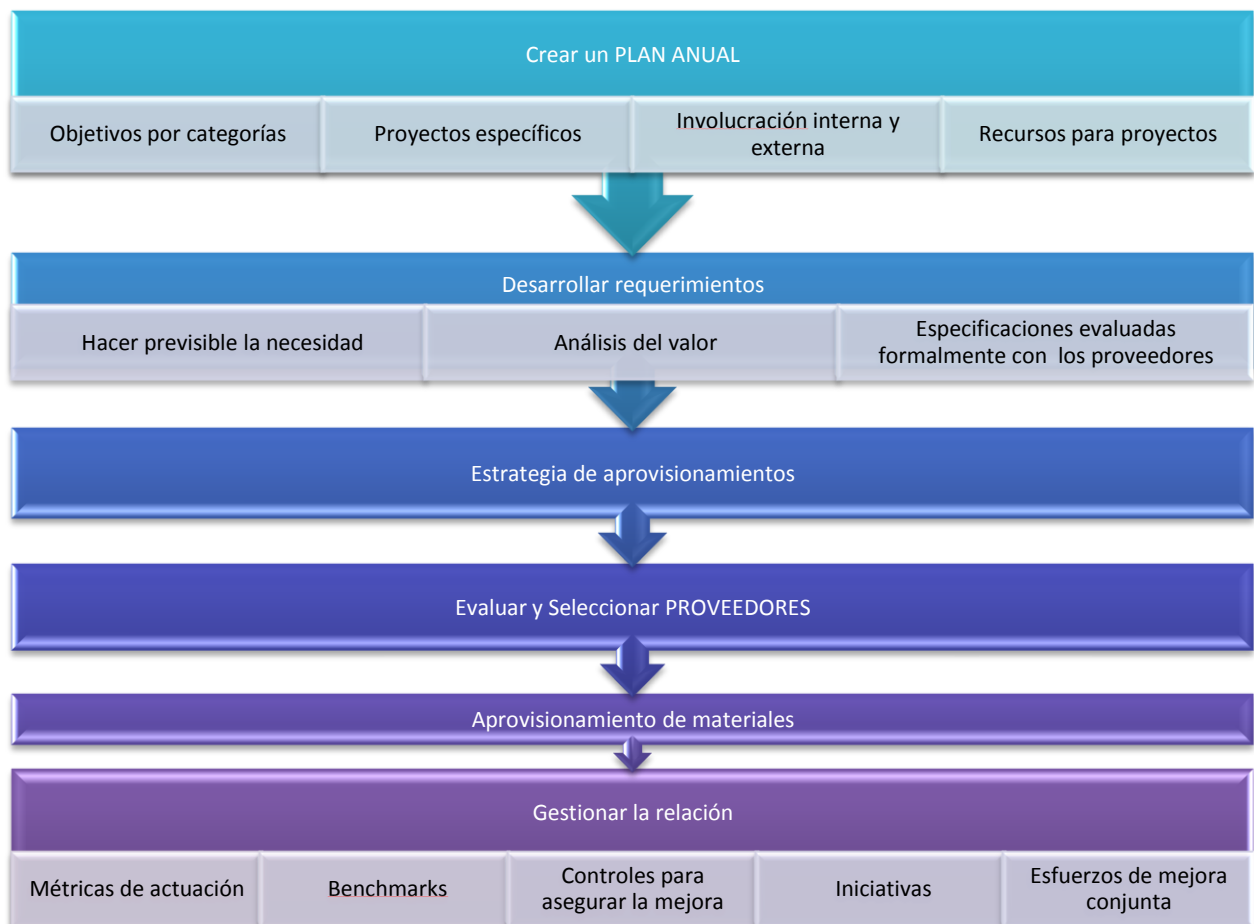 Crear un PLAN ANUAL
Objetivos por categorías
Proyectos específicos
Involucración interna y
externa
Recursos para proyectos
Desarrollar requerimientos
Hacer previsible la necesidad
Análisis del valor
Especificaciones evaluadas
formalmente con  los proveedores
Estrategia de aprovisionamientos
Evaluar y Seleccionar PROVEEDORES
Aprovisionamiento de materiales
Gestionar la relación
Métricas de actuación
Benchmarks
Controles para
asegurar la mejora
Iniciativas
Esfuerzos de mejora
conjunta